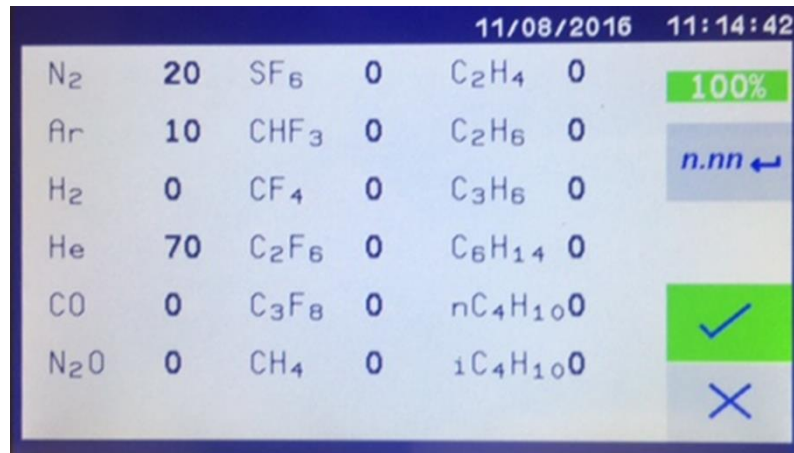 11/08/2016 11:14:42
N₂ 20 SF₆ 0 C₂H₄ 0
100%
Ar 10 CHF₃ 0 C₂H₆ 0
n.nn ↵
H₂ 0 CF₄ 0 C₃H₆ 0
He 70 C₂F₆ 0 C₆H₁₄ 0
CO 0 C₃F₈ 0 nC₄H₁₀ 0
N₂O 0 CH₄ 0 iC₄H₁₀ 0